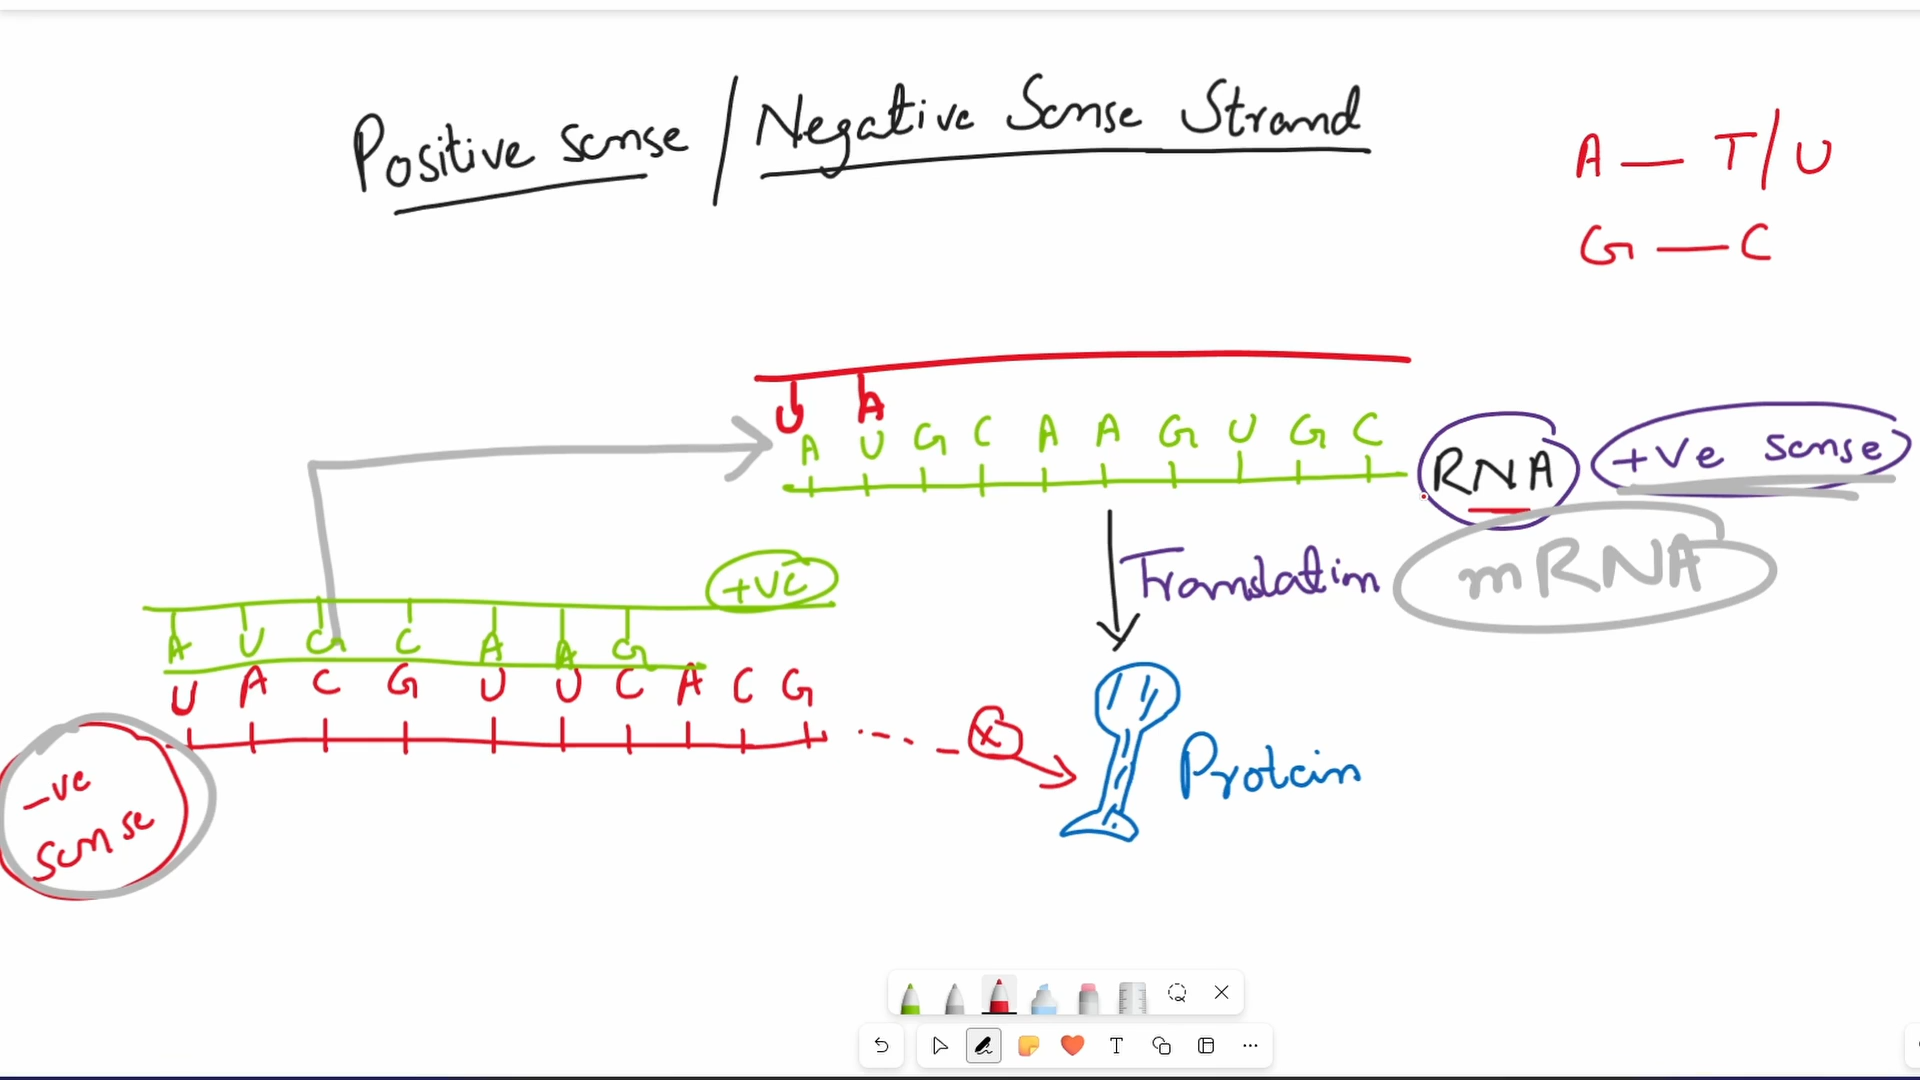 Positive sense / Negative Sense Strand
A — T/U
G — C
U A
A U G C A A G U G C
RNA
+Ve sense
mRNA
Translation
+ve
A U G C A A G
U A C G U U C A C G
x
-ve
sense
Protein
T